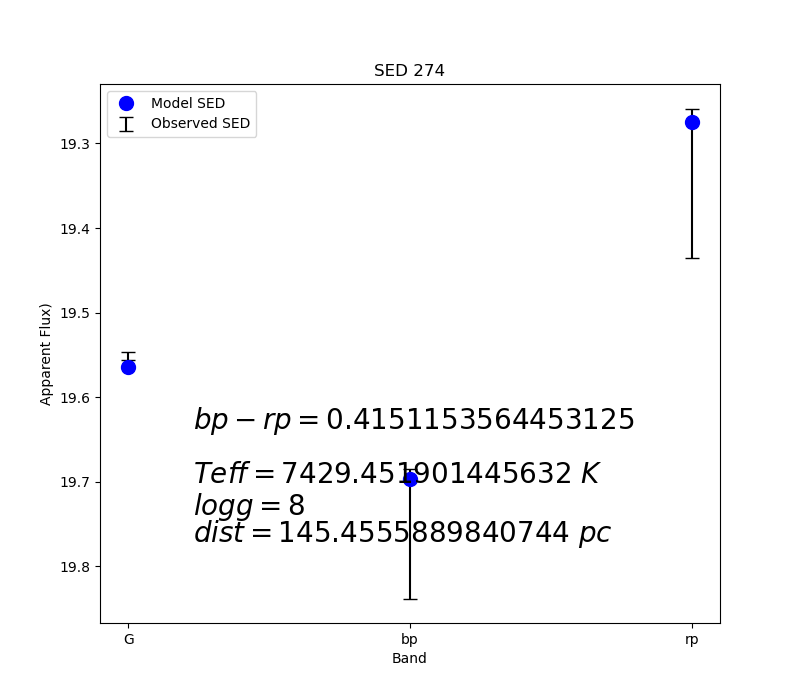 SED 274
Model SED
Observed SED
19.3
19.4
19.5
19.6
19.7
19.8
Apparent Flux)
bp − rp = 0.4151153564453125
Teff = 7429.451901445632 K
logg = 8
dist = 145.4555889840744 pc
G bp rp
Band